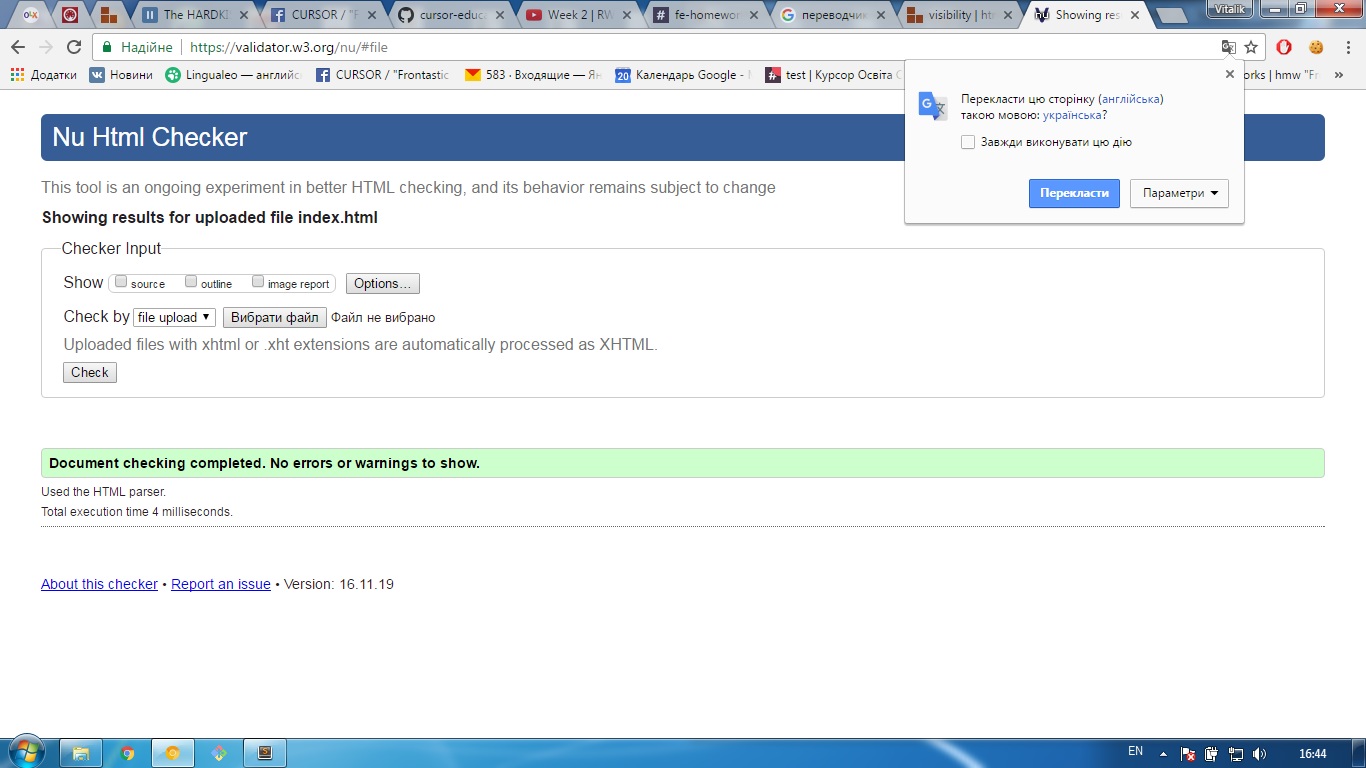 The HARDKI
CURSOR / "F
cursor-educa
Week 2 | RW
fe-homework
переводчик
visibility | htm
Showing res
Vitalik
Надійне
https://validator.w3.org/nu/#file
Додатки
Новини
Lingualeo — англійс
CURSOR / "Frontastic
583 · Входящие — Ян
Календарь Google - М
test | Курсор Освіта С
orks | hmw "Fr
»
Перекласти цю сторінку (англійська)
такою мовою: українська?
Завжди виконувати цю дію
Перекласти
Параметри
Nu Html Checker
This tool is an ongoing experiment in better HTML checking, and its behavior remains subject to change
Showing results for uploaded file index.html
Checker Input
Show source outline image report Options…
Check by file upload Вибрати файл Файл не вибрано
Uploaded files with xhtml or .xht extensions are automatically processed as XHTML.
Check
Document checking completed. No errors or warnings to show.
Used the HTML parser.
Total execution time 4 milliseconds.
About this checker • Report an issue • Version: 16.11.19
EN
16:44